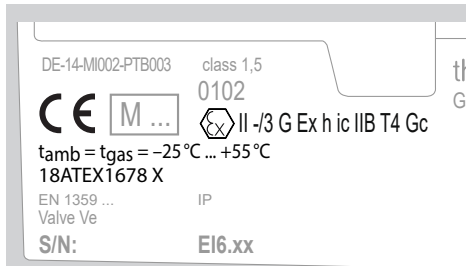 DE-14-MI002-PTB003 class 1,5
0102
CE M ... Ex II -/3 G Ex h ic IIB T4 Gc
tamb = tgas = –25 °C ... +55 °C
18ATEX1678 X
EN 1359 ... IP
Valve Ve
S/N: EI6.xx